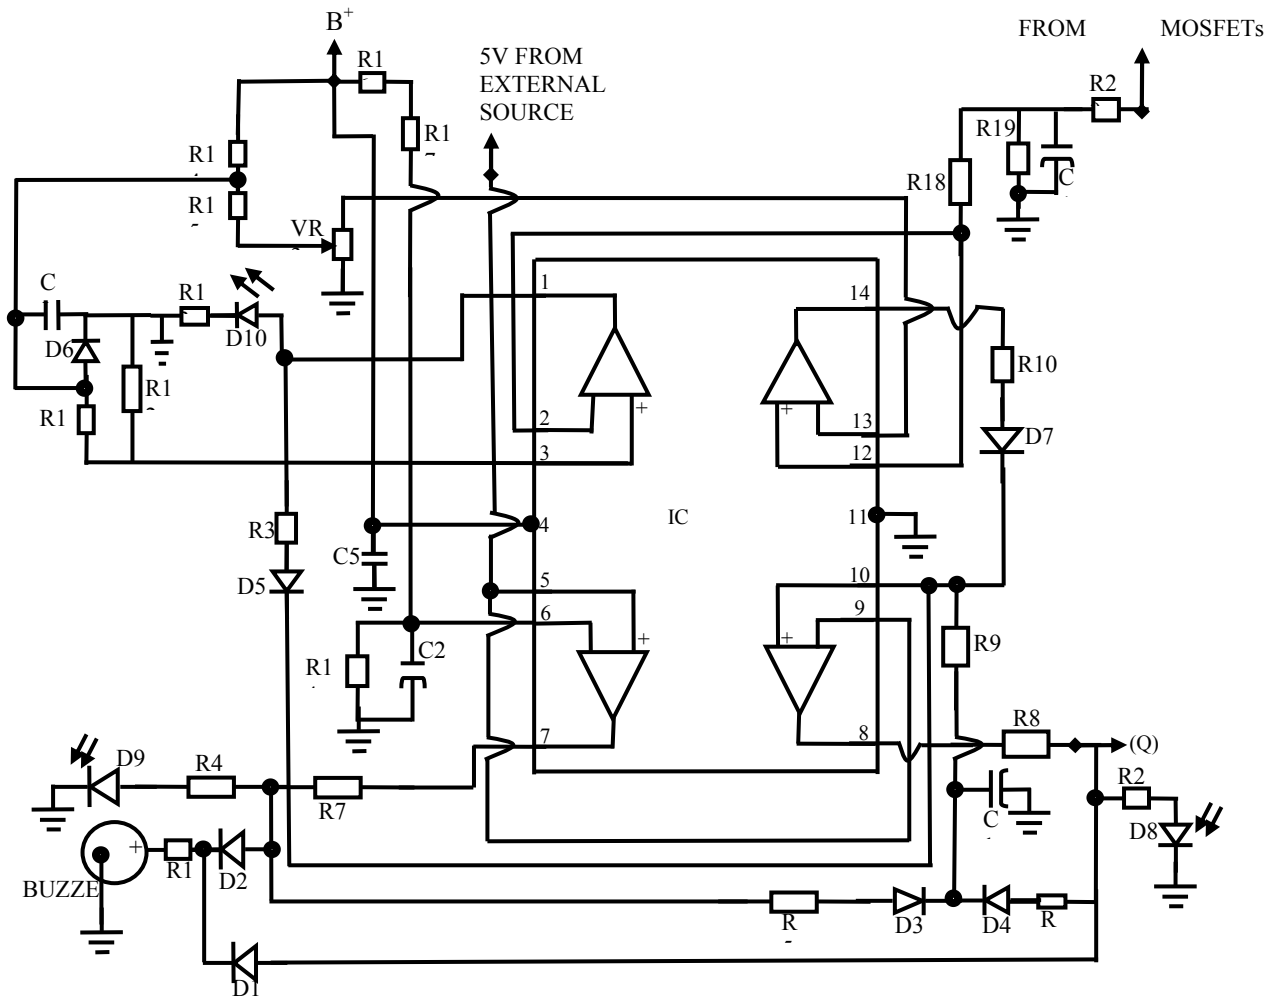 B+
FROM MOSFETs
R1
5V FROM
EXTERNAL
SOURCE
R2
R1
R19
R1
C
R18
R1
VR
C
R1
1
14
D10
D6
R10
R1
R1
2
+
+
13
D7
3
12
R3
4
IC
11
C5
D5
5
10
6
9
+
+
R9
C2
R1
R8
7
8
(Q)
D9
R4
R2
R7
C
D8
+
R1
D2
BUZZE
R
D3
D4
R
D1